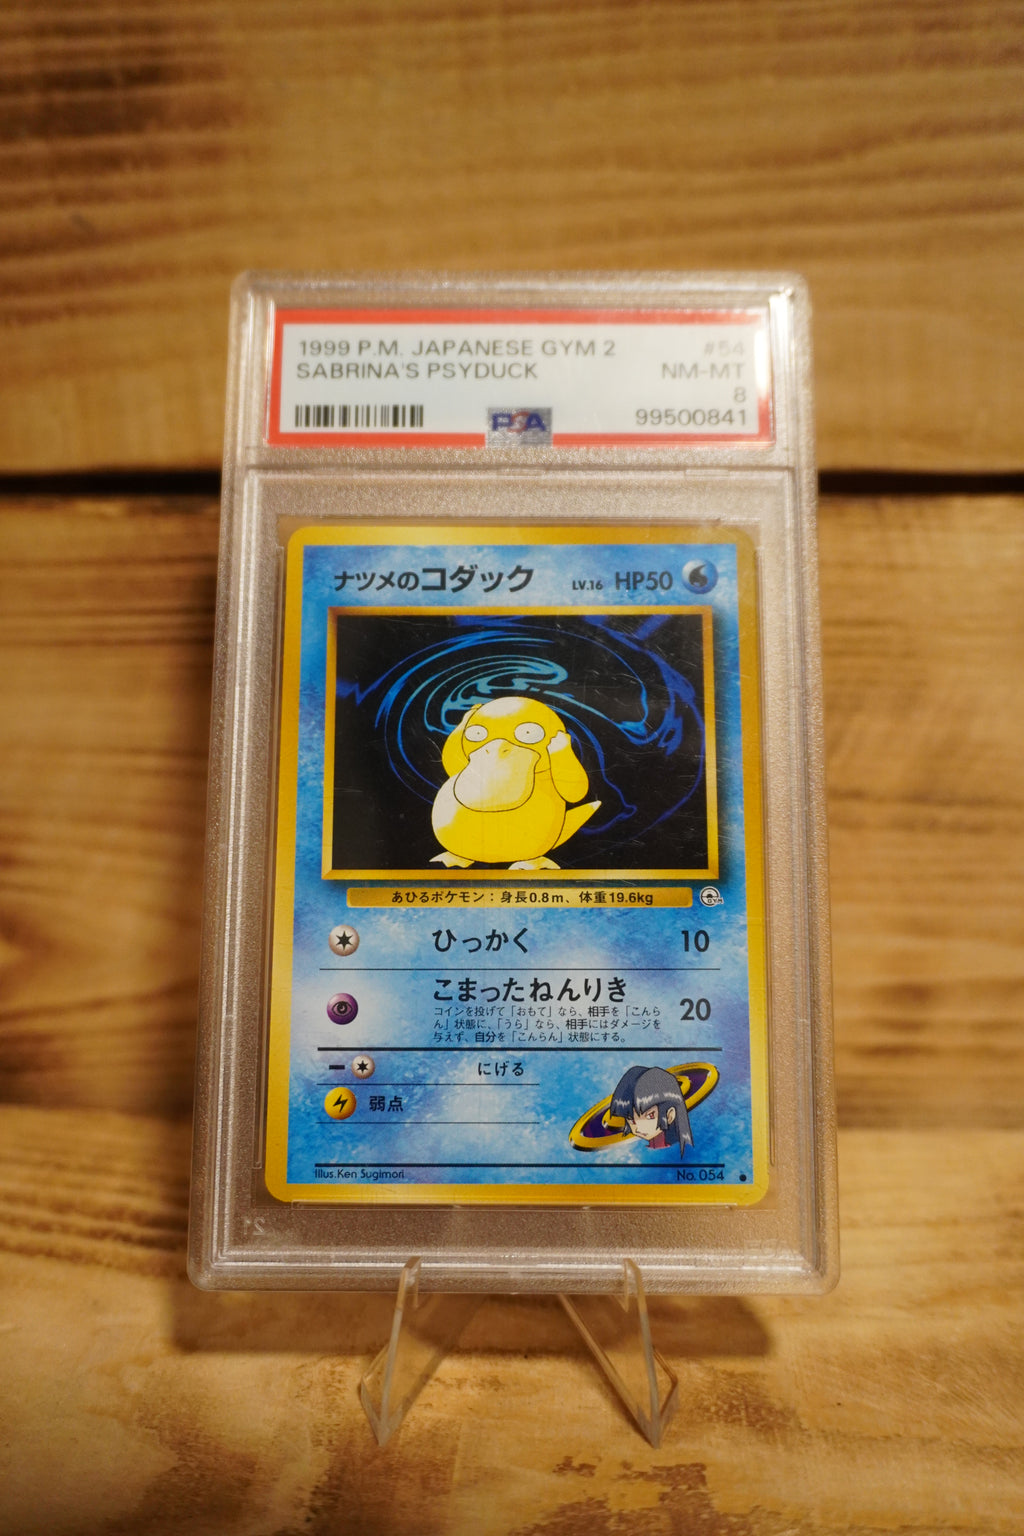 1999 P.M. JAPANESE GYM 2 #54
SABRINA'S PSYDUCK NM-MT
8
PSA 99500841
ナツメのコダック LV.16 HP50
あひるポケモン：身長0.8m、体重19.6kg
GYM
ひっかく 10
こまったねんりき 20
コインを投げて「おもて」なら、相手を「こんら
ん」状態に、「うら」なら、相手にはダメージを
与えず、自分を「こんらん」状態にする。
にげる
弱点
Illus. Ken Sugimori No. 054